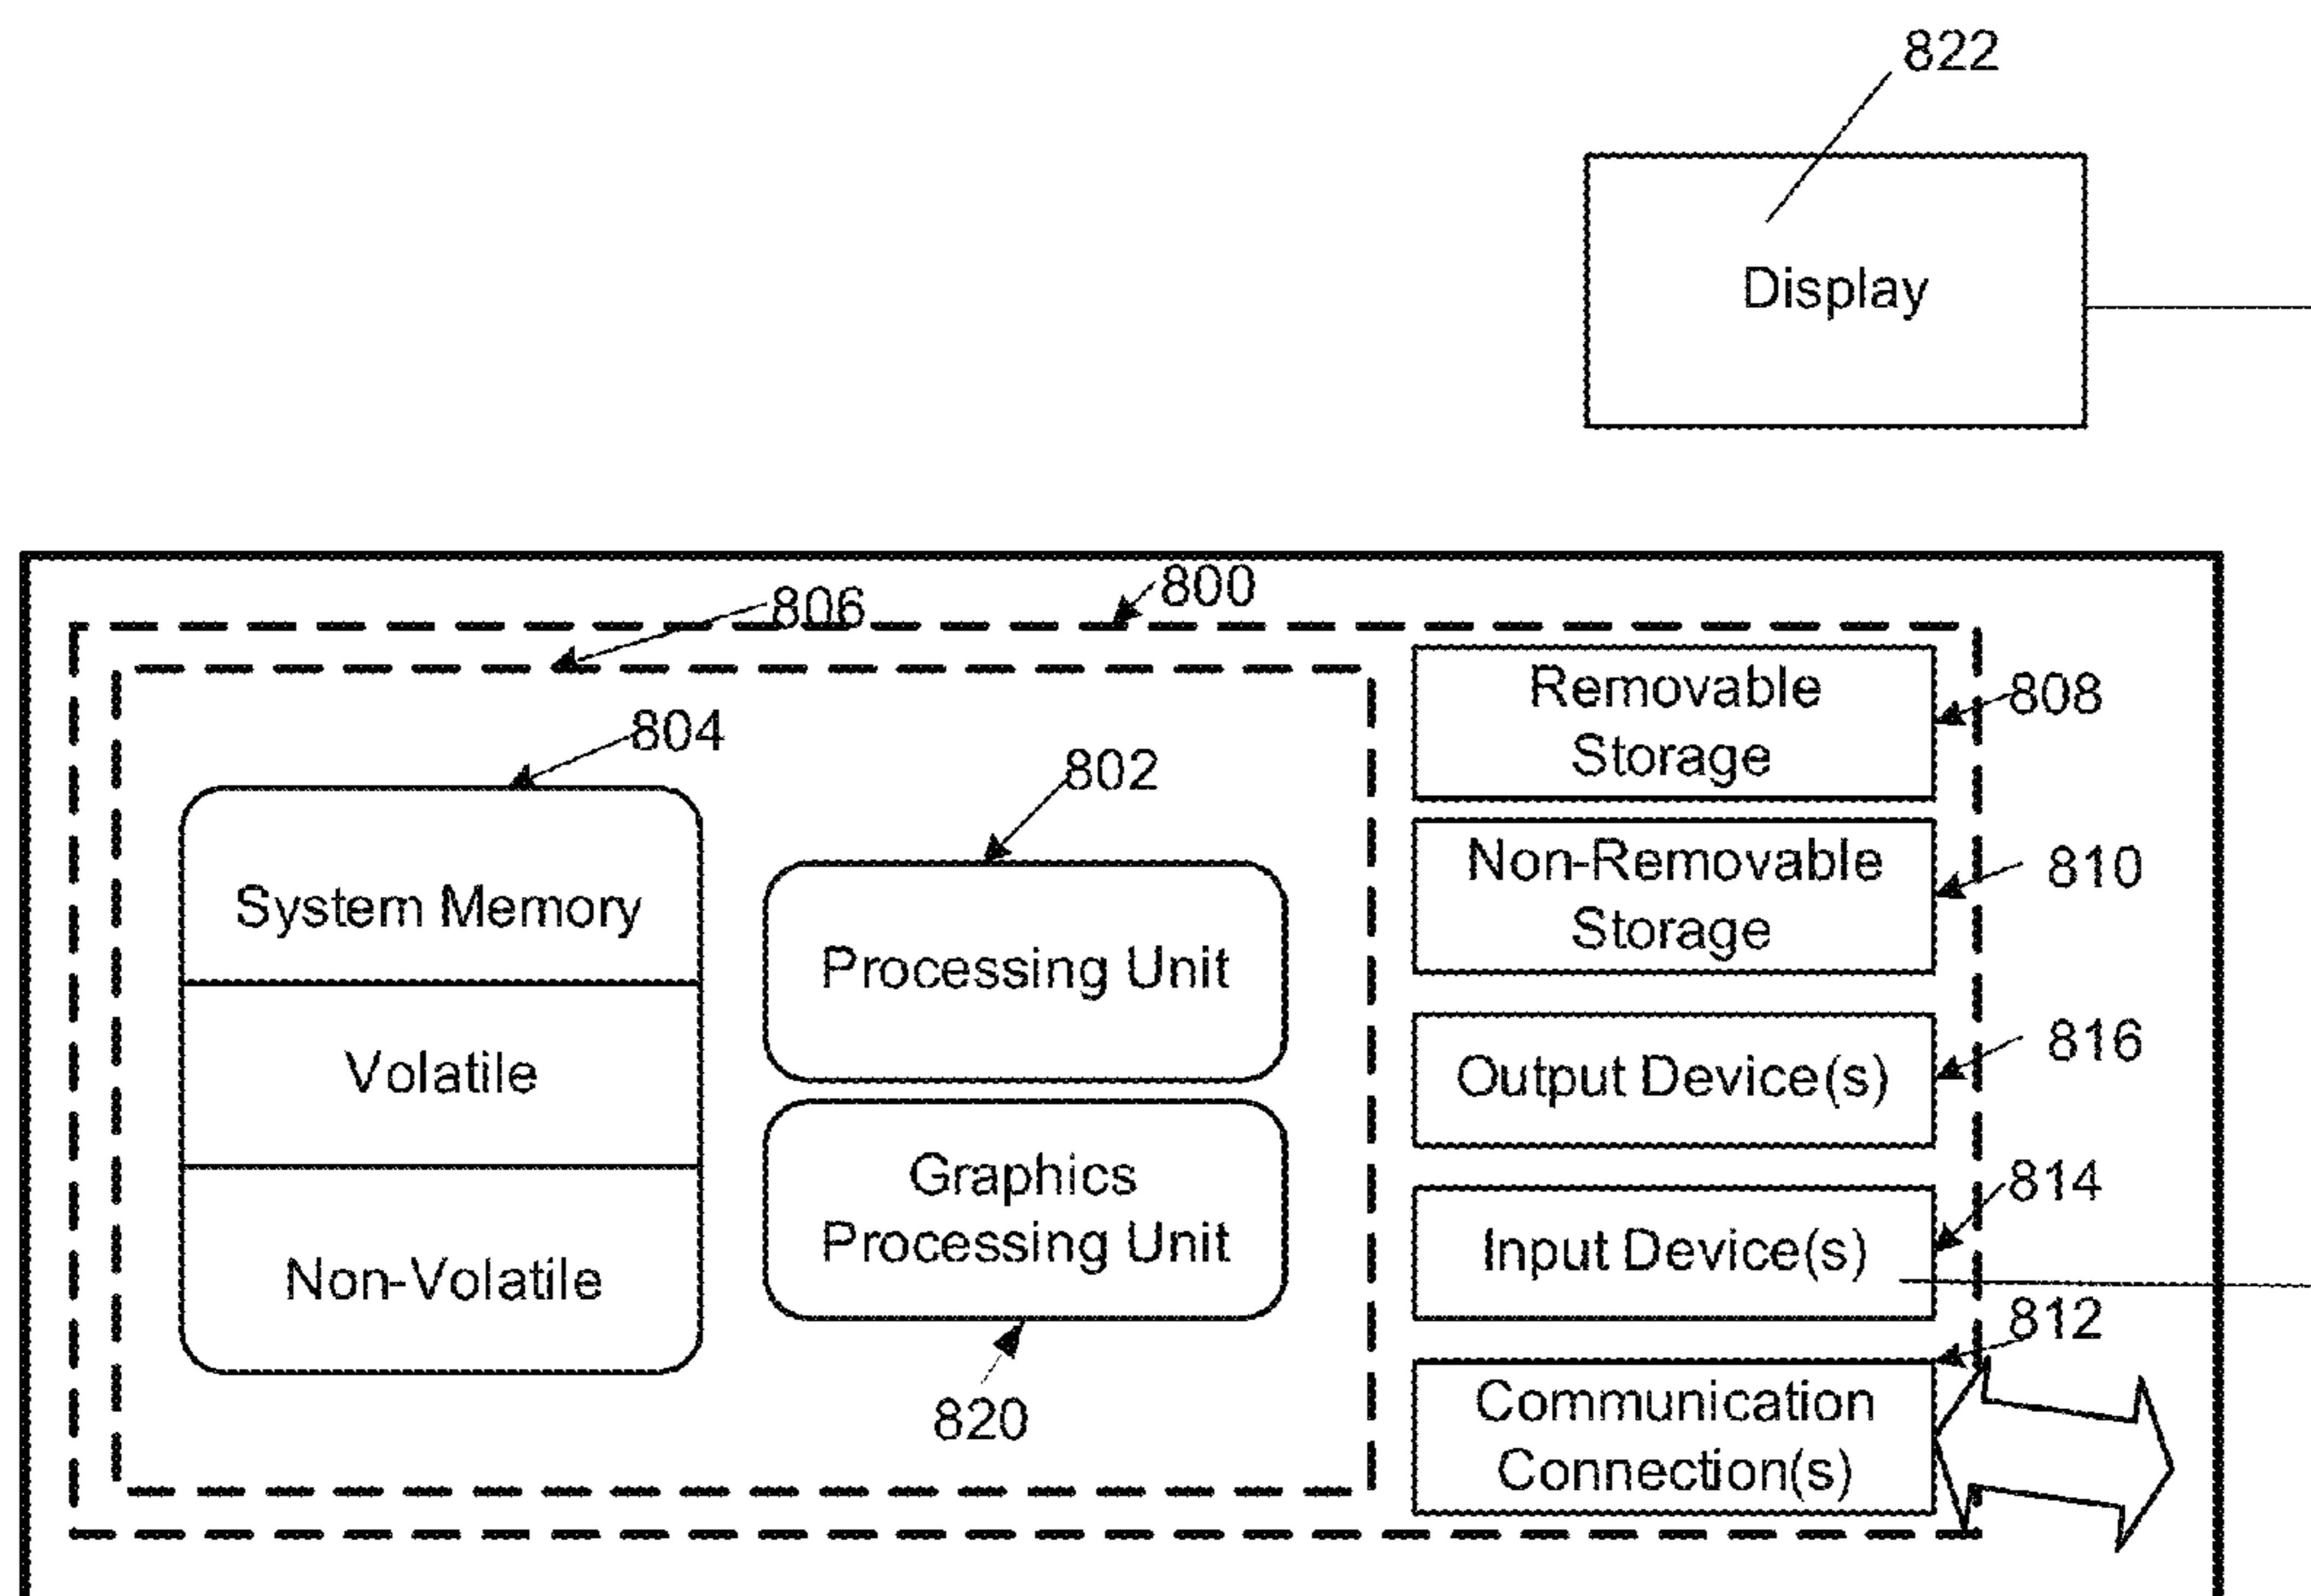 822
Display
800
806
804
802
System Memory
Volatile
Non-Volatile
Processing Unit
Graphics
Processing Unit
820
Removable
Storage
808
Non-Removable
Storage
810
Output Device(s)
816
Input Device(s)
814
812
Communication
Connection(s)